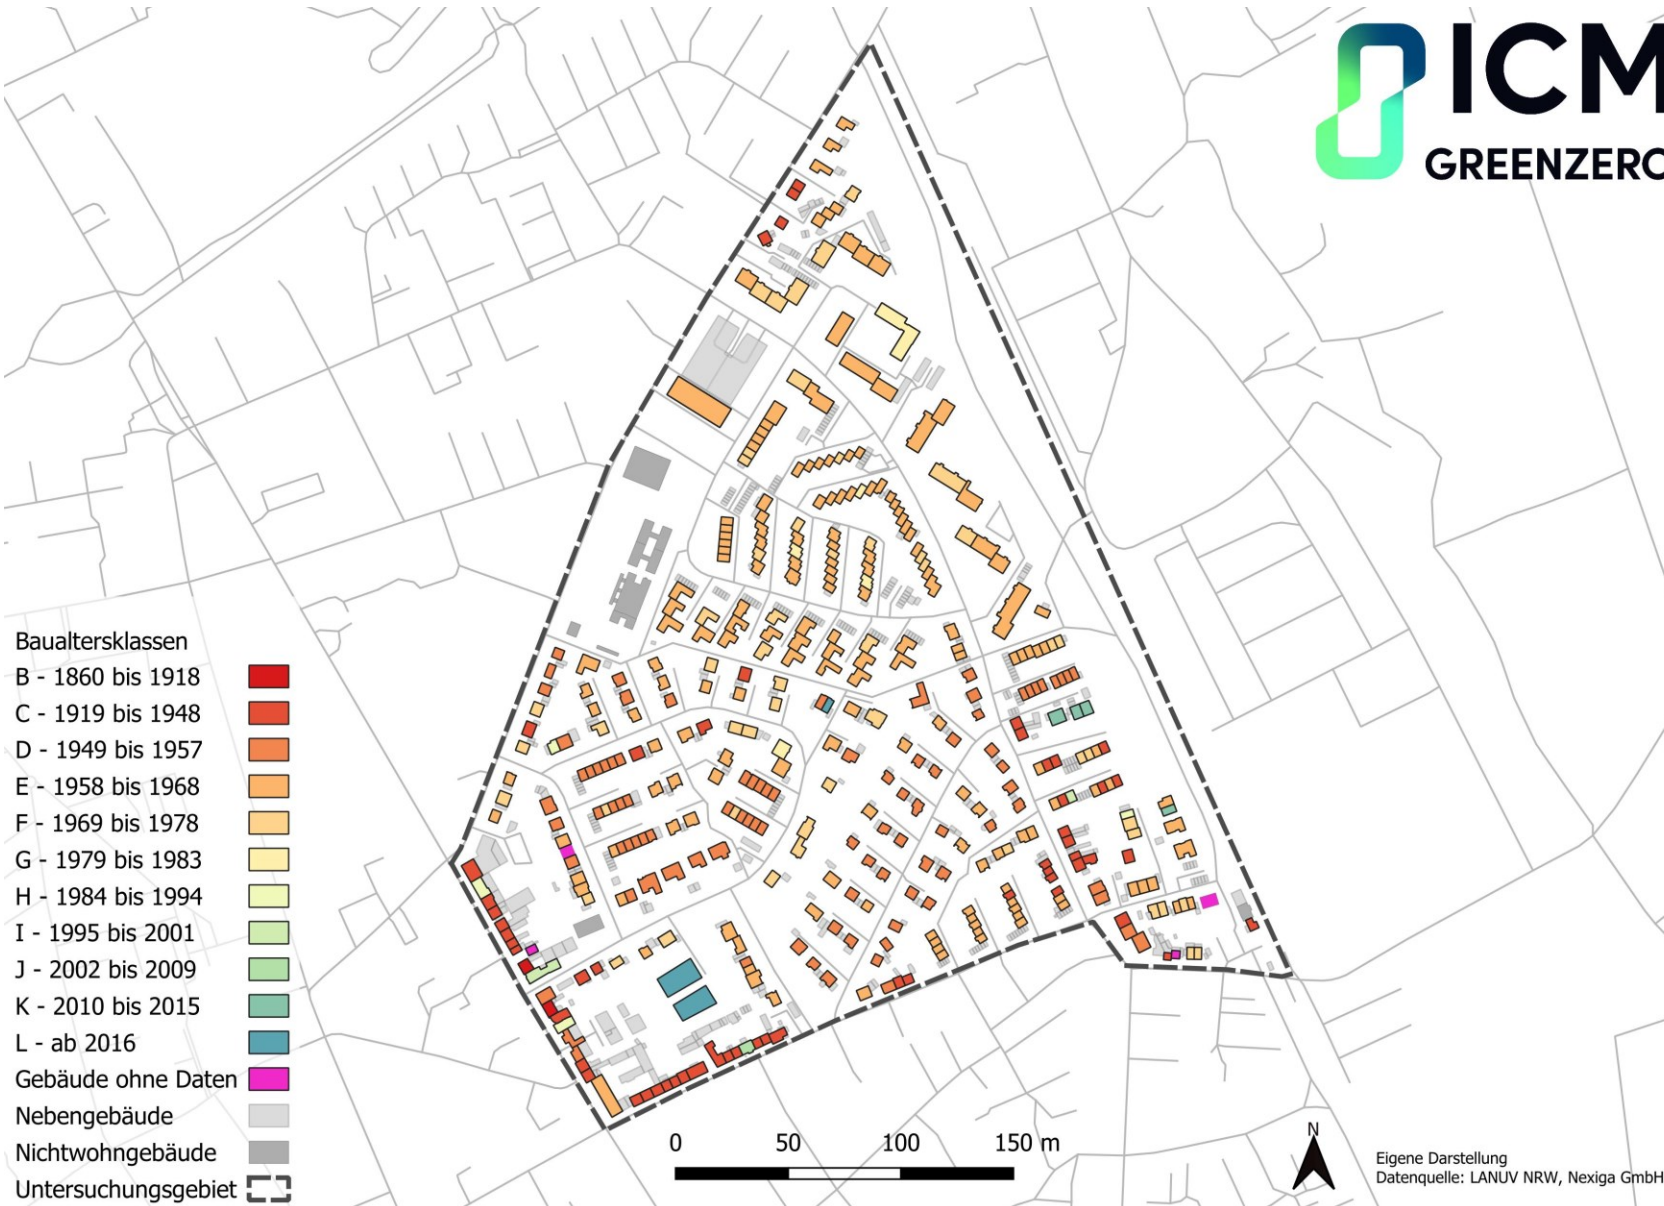 ICM
GREENZERO
Baualtersklassen
B - 1860 bis 1918
C - 1919 bis 1948
D - 1949 bis 1957
E - 1958 bis 1968
F - 1969 bis 1978
G - 1979 bis 1983
H - 1984 bis 1994
I - 1995 bis 2001
J - 2002 bis 2009
K - 2010 bis 2015
L - ab 2016
Gebäude ohne Daten
Nebengebäude
Nichtwohngebäude
Untersuchungsgebiet
0 50 100 150 m
N
Eigene Darstellung
Datenquelle: LANUV NRW, Nexiga GmbH